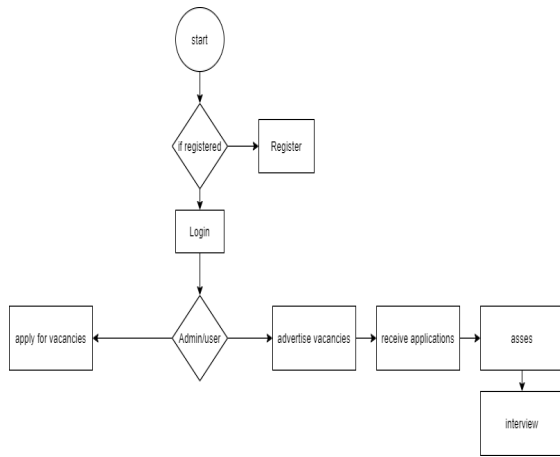 start
if registered
Register
Login
apply for vacancies
Admin/user
advertise vacancies
receive applications
asses
interview